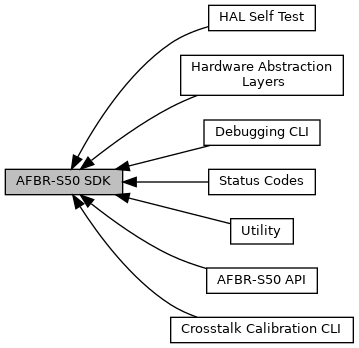 HAL Self Test
Hardware Abstraction
Layers
Debugging CLI
AFBR-S50 SDK
Status Codes
Utility
AFBR-S50 API
Crosstalk Calibration CLI